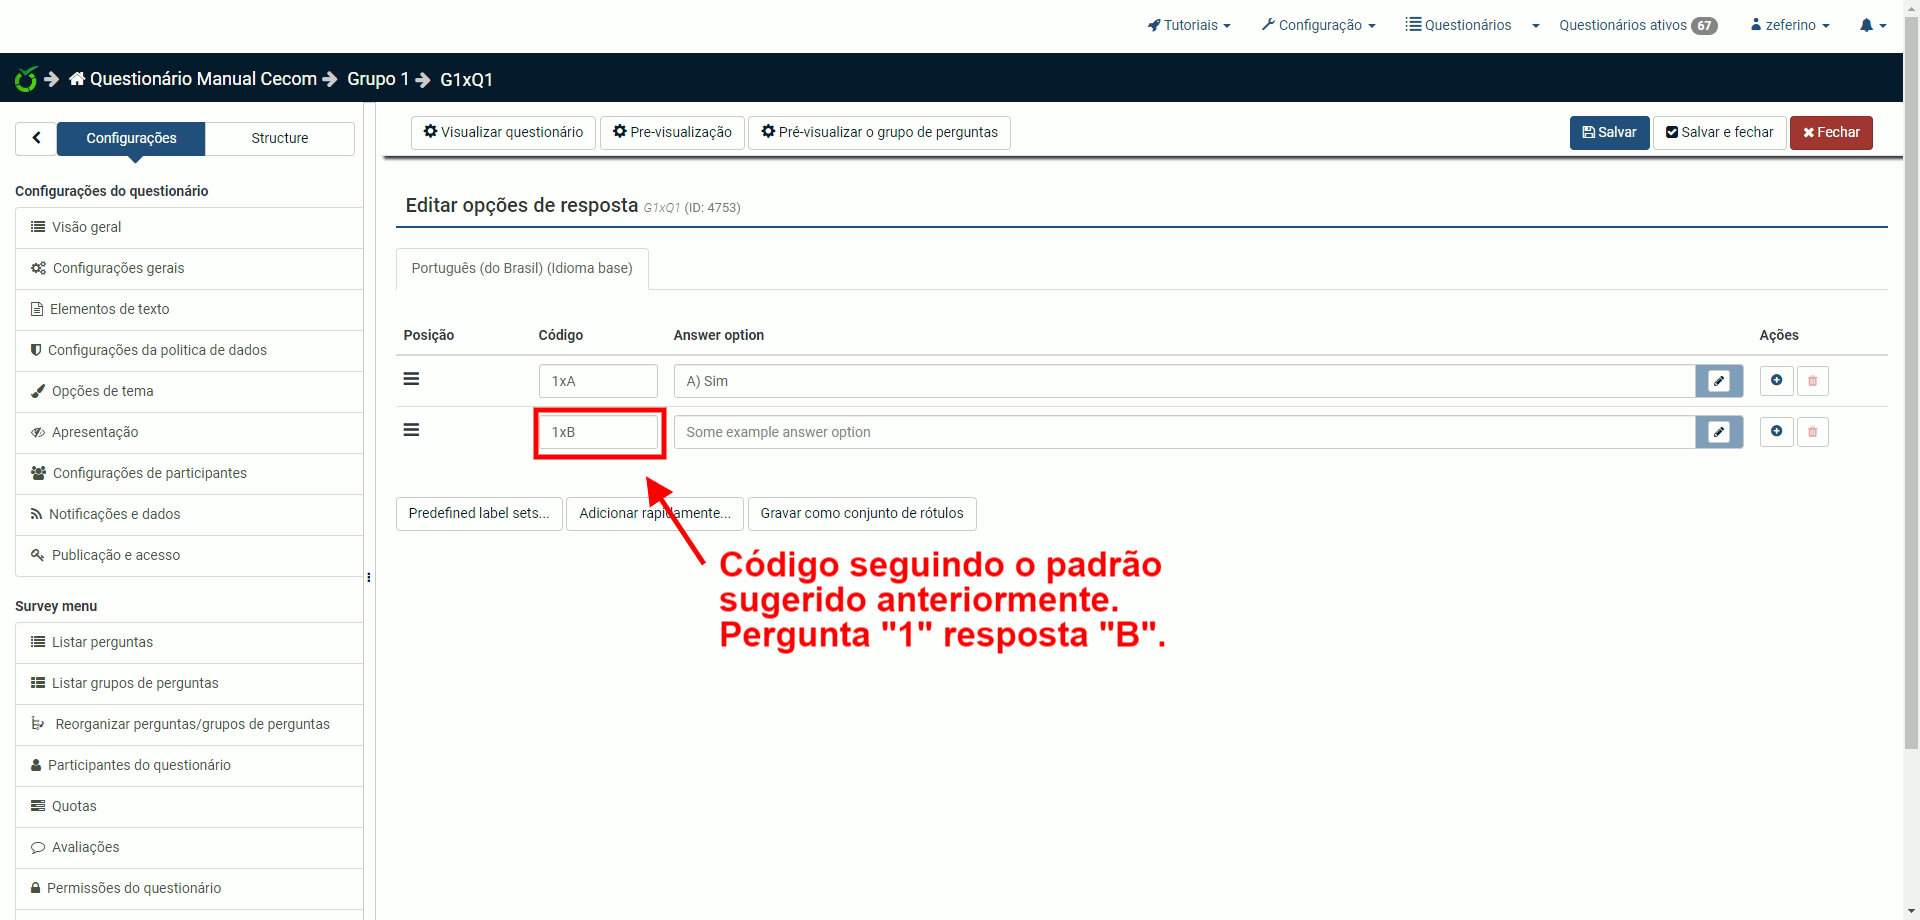 Tutoriais Configuração Questionários Questionários ativos 67 zeferino
Questionário Manual Cecom Grupo 1 G1xQ1
Configurações Structure
Visualizar questionário Pre-visualização Pré-visualizar o grupo de perguntas Salvar Salvar e fechar Fechar
Configurações do questionário
Visão geral
Configurações gerais
Elementos de texto
Configurações da politica de dados
Opções de tema
Apresentação
Configurações de participantes
Notificações e dados
Publicação e acesso
Survey menu
Listar perguntas
Listar grupos de perguntas
Reorganizar perguntas/grupos de perguntas
Participantes do questionário
Quotas
Avaliações
Permissões do questionário
Editar opções de resposta G1xQ1 (ID: 4753)
Português (do Brasil) (Idioma base)
Posição Código Answer option Ações
1xA A) Sim
1xB Some example answer option
Predefined label sets... Adicionar rapidamente... Gravar como conjunto de rótulos
Código seguindo o padrão
sugerido anteriormente.
Pergunta "1" resposta "B".